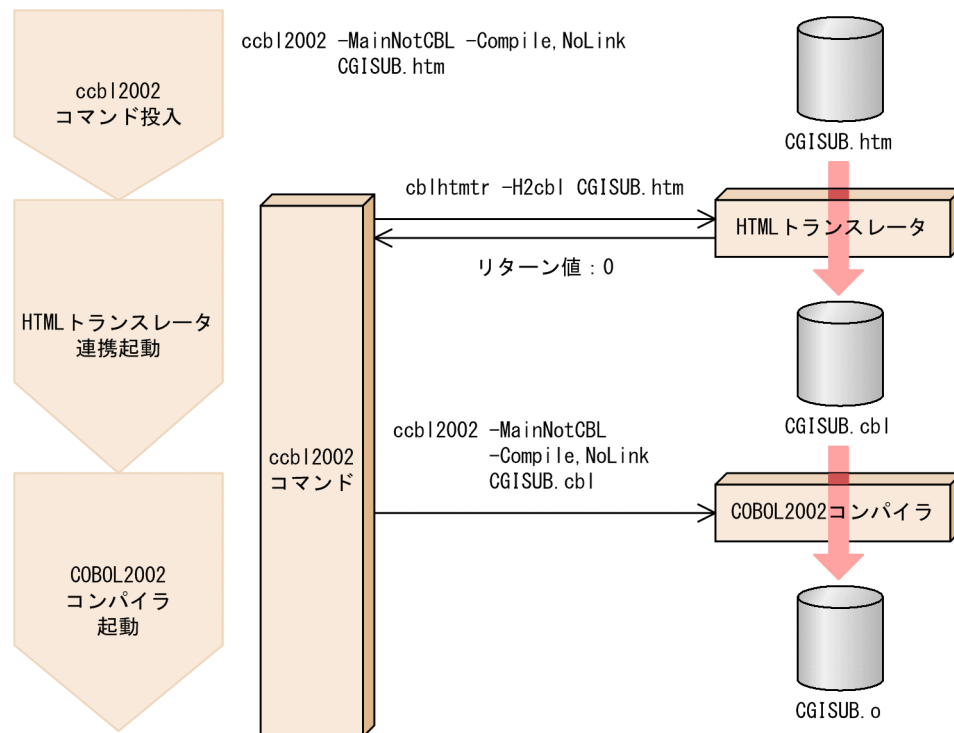 ccbl2002 -MainNotCBL -Compile,NoLink
CGISUB.htm
ccbl2002
コマンド投入
CGISUB.htm
cblhtmtr -H2cbl CGISUB.htm
HTMLトランスレータ
リターン値：0
HTMLトランスレータ
連携起動
CGISUB.cbl
ccbl2002 -MainNotCBL
-Compile,NoLink
CGISUB.cbl
ccbl2002
コマンド
COBOL2002コンパイラ
COBOL2002
コンパイラ
起動
CGISUB.o